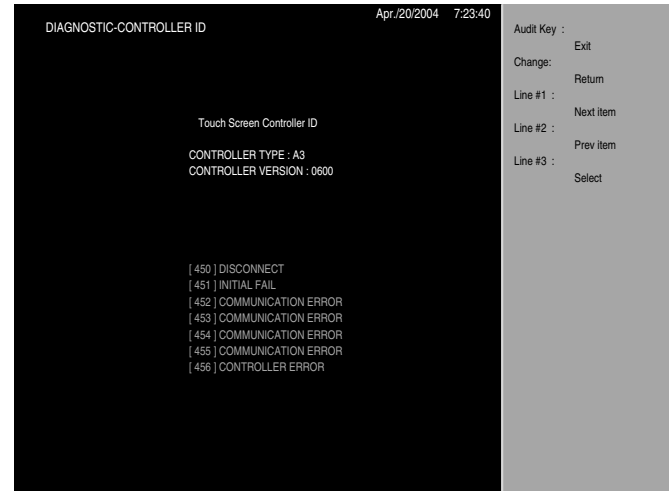 Apr./20/2004 7:23:40
DIAGNOSTIC-CONTROLLER ID
Touch Screen Controller ID
CONTROLLER TYPE : A3
CONTROLLER VERSION : 0600
[ 450 ] DISCONNECT
[ 451 ] INITIAL FAIL
[ 452 ] COMMUNICATION ERROR
[ 453 ] COMMUNICATION ERROR
[ 454 ] COMMUNICATION ERROR
[ 455 ] COMMUNICATION ERROR
[ 456 ] CONTROLLER ERROR
Audit Key :
Exit
Change:
Return
Line #1 :
Next item
Line #2 :
Prev item
Line #3 :
Select